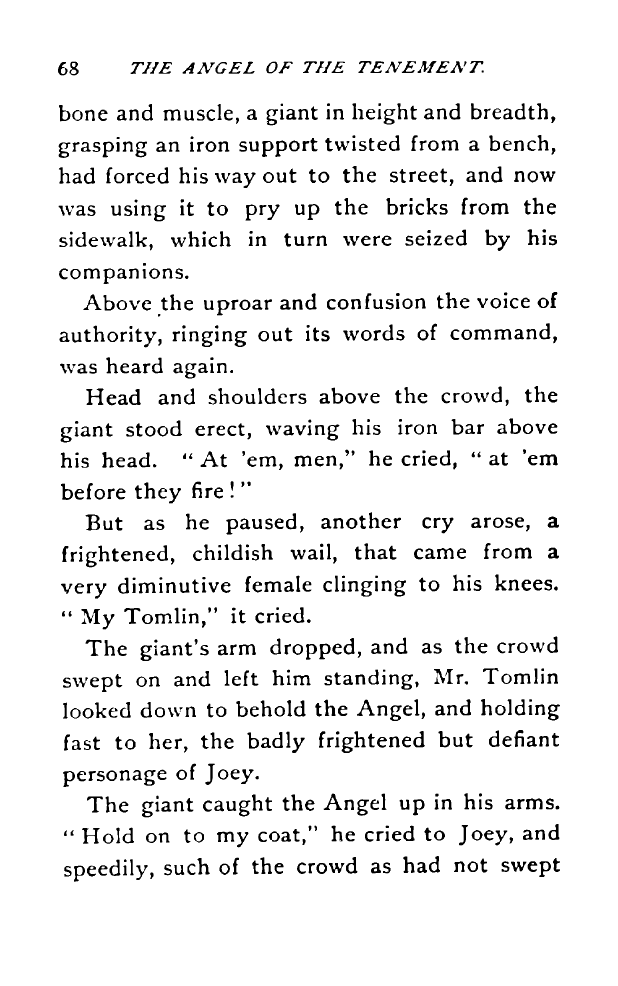 68 THE ANGEL OF THE TENEMENT.
bone and muscle, a giant in height and breadth,
grasping an iron support twisted from a bench,
had forced his way out to the street, and now
was using it to pry up the bricks from the
sidewalk, which in turn were seized by his
companions.
Above the uproar and confusion the voice of
authority, ringing out its words of command,
was heard again.
Head and shoulders above the crowd, the
giant stood erect, waving his iron bar above
his head. “ At ’em, men,” he cried, “ at ’em
before they fire ! ”
But as he paused, another cry arose, a
frightened, childish wail, that came from a
very diminutive female clinging to his knees.
“ My Tomlin,” it cried.
The giant’s arm dropped, and as the crowd
swept on and left him standing, Mr. Tomlin
looked down to behold the Angel, and holding
fast to her, the badly frightened but defiant
personage of Joey.
The giant caught the Angel up in his arms.
“ Hold on to my coat,” he cried to Joey, and
speedily, such of the crowd as had not swept